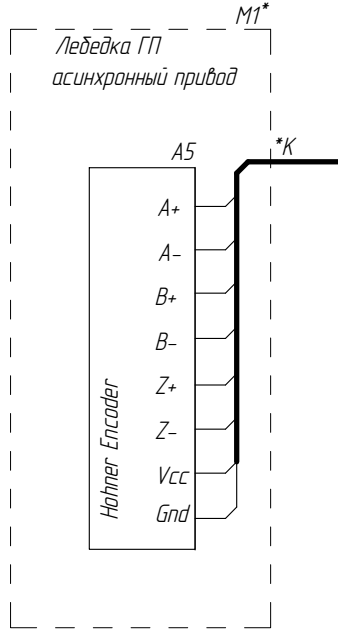 M1*
Лебедка ГП
асинхронный привод
A5
*K
A+
A-
B+
B-
Z+
Z-
Vcc
Gnd
Hohner Encoder